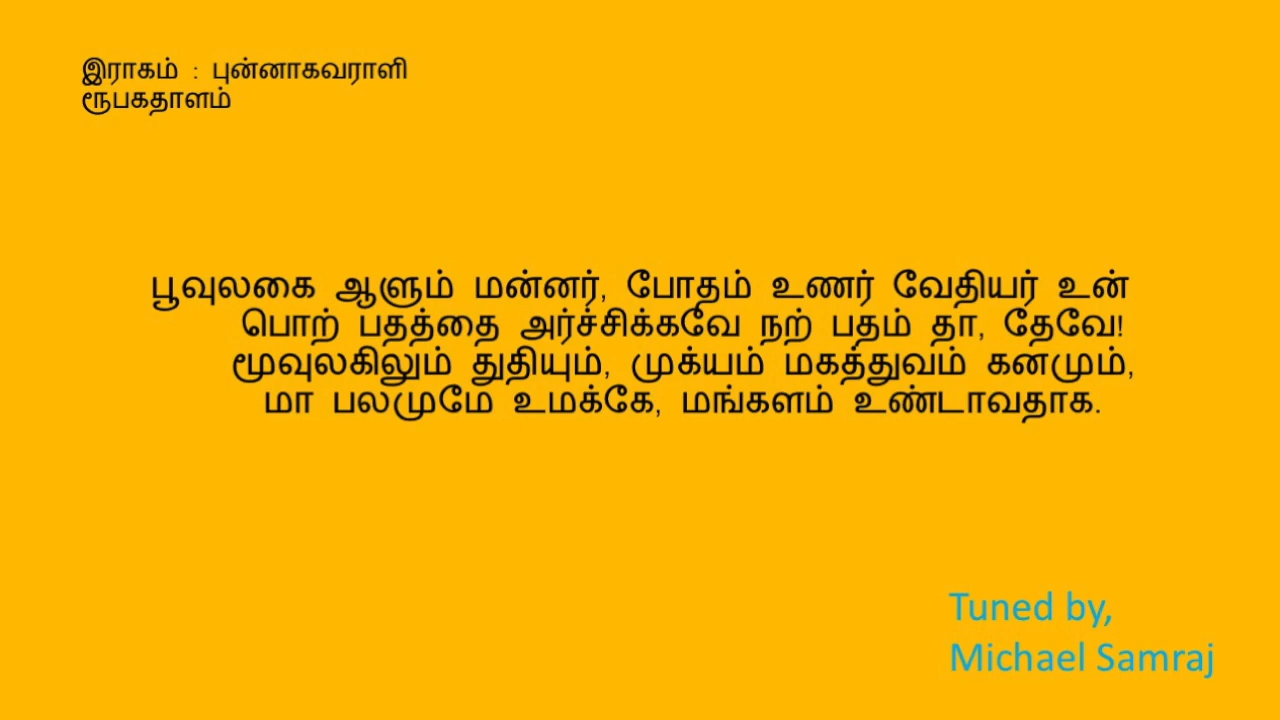 இராகம் : புன்னாகவராளி
ரூபகதாளம்
பூவுலகை ஆளும் மன்னர், போதம் உணர் வேதியர் உன்
பொற் பதத்தை அர்ச்சிக்கவே நற் பதம் தா, தேவே!
மூவுலகிலும் துதியும், முக்யம் மகத்துவம் கனமும்,
மா பலமுமே உமக்கே, மங்களம் உண்டாவதாக.
Tuned by,
Michael Samraj